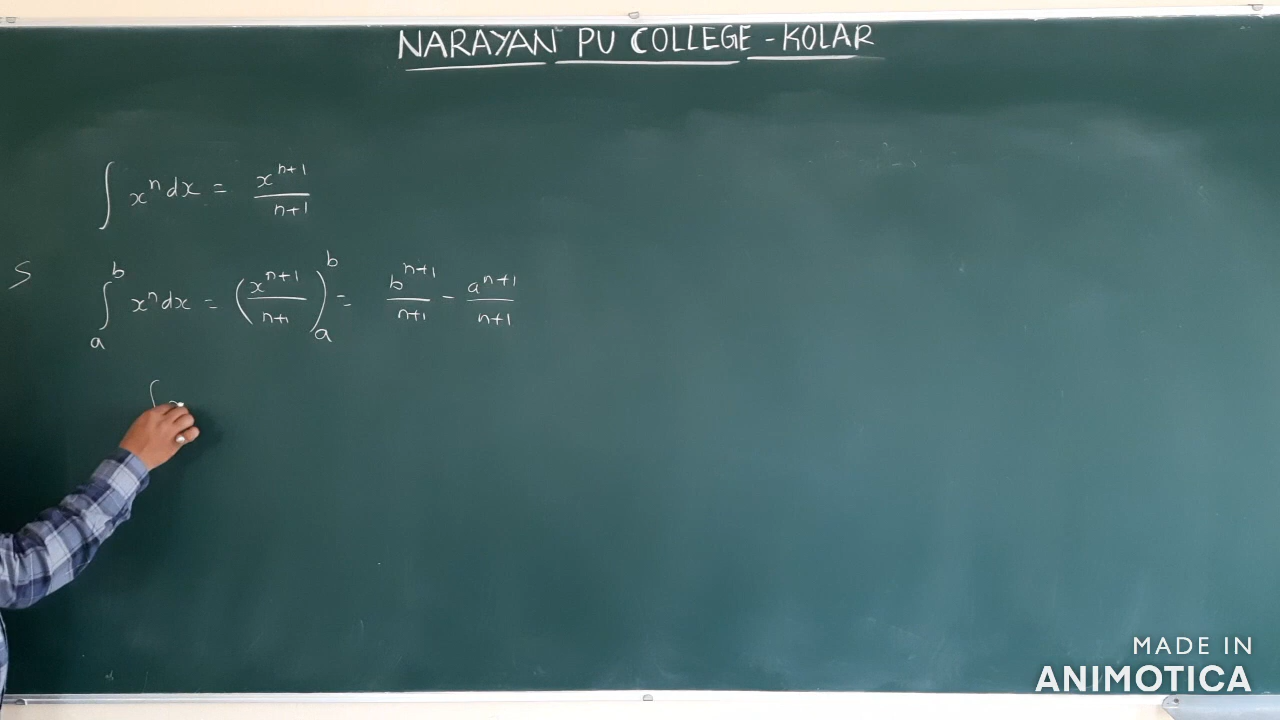 NARAYAN PU COLLEGE - KOLAR
∫ xⁿ dx = xⁿ⁺¹/n+1
S
∫ₐᵇ xⁿ dx = (xⁿ⁺¹/n+1)ₐᵇ = bⁿ⁺¹/n+1 - aⁿ⁺¹/n+1
∫
MADE IN
ANIMOTICA